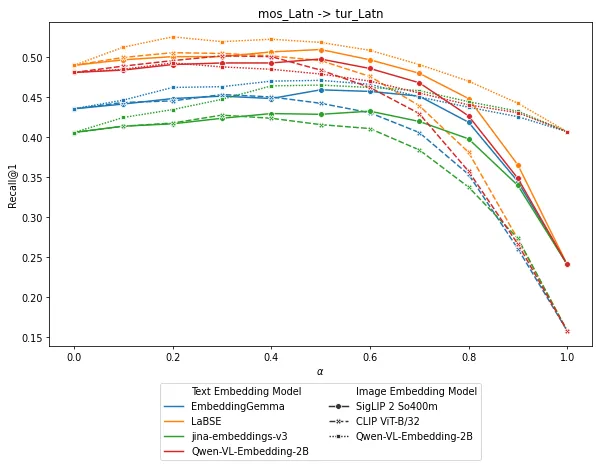 mos_Latn -> tur_Latn
Recall@1
0.50
0.45
0.40
0.35
0.30
0.25
0.20
0.15
0.0 0.2 0.4 0.6 0.8 1.0
α
Text Embedding Model
EmbeddingGemma
LaBSE
jina-embeddings-v3
Qwen-VL-Embedding-2B
Image Embedding Model
SigLIP 2 So400m
CLIP ViT-B/32
Qwen-VL-Embedding-2B